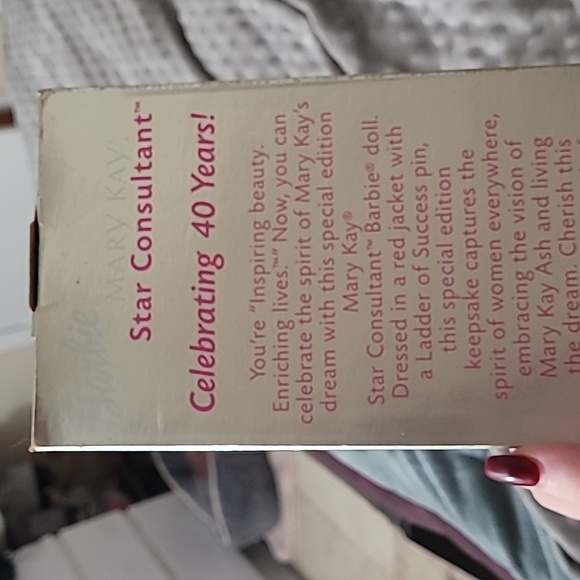 Barbie
MARY KAY
Star Consultant™
Celebrating 40 Years!
You're "Inspiring beauty.
Enriching lives.™" Now, you can
celebrate the spirit of Mary Kay's
dream with this special edition
Mary Kay®
Star Consultant™ Barbie® doll.
Dressed in a red jacket with
a Ladder of Success pin,
this special edition
keepsake captures the
spirit of women everywhere,
embracing the vision of
Mary Kay Ash and living
the dream. Cherish this